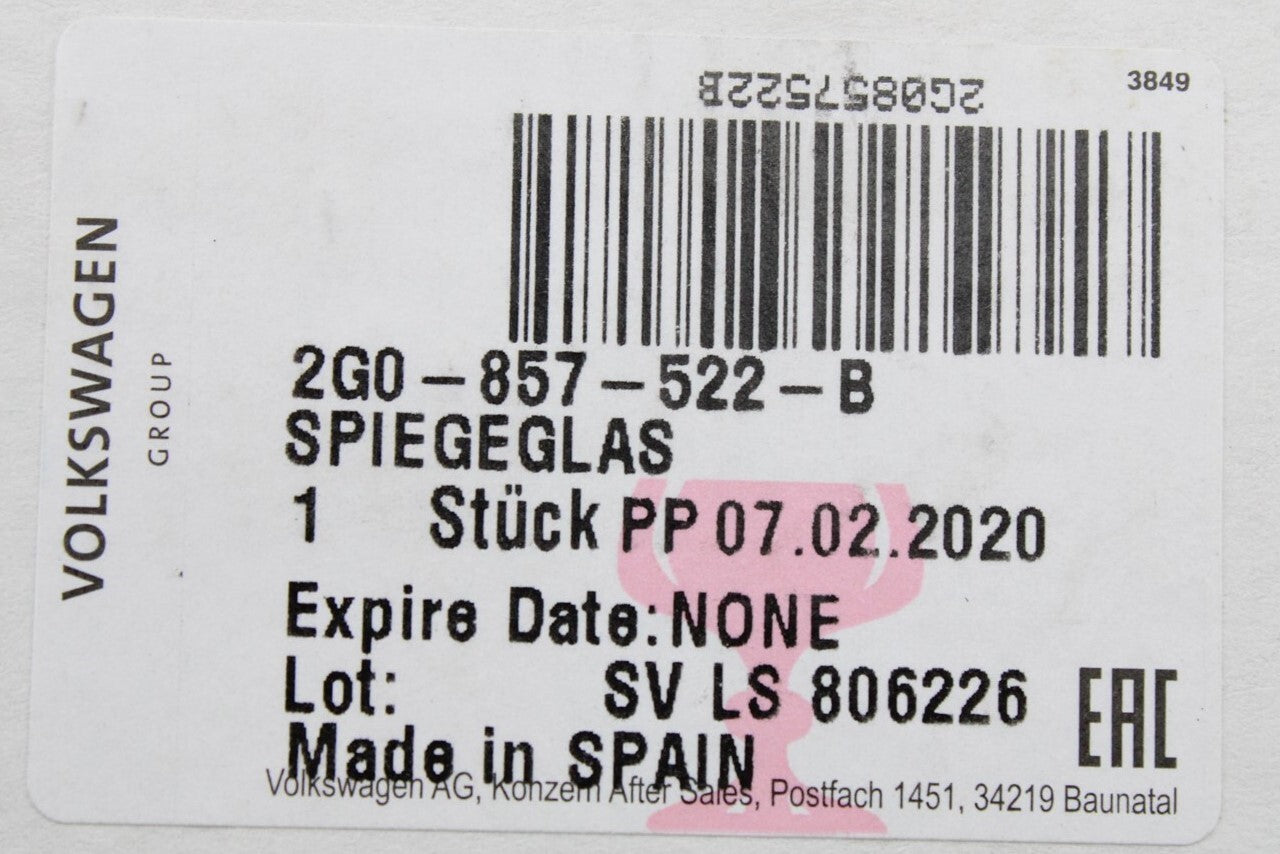 3849
2G0857522B
VOLKSWAGEN
GROUP
2G0-857-522-B
SPIEGEGLAS
1 Stück PP 07.02.2020
Expire Date: NONE
Lot: SV LS 806226
EAC
Made in SPAIN
Volkswagen AG, Konzern After Sales, Postfach 1451, 34219 Baunatal